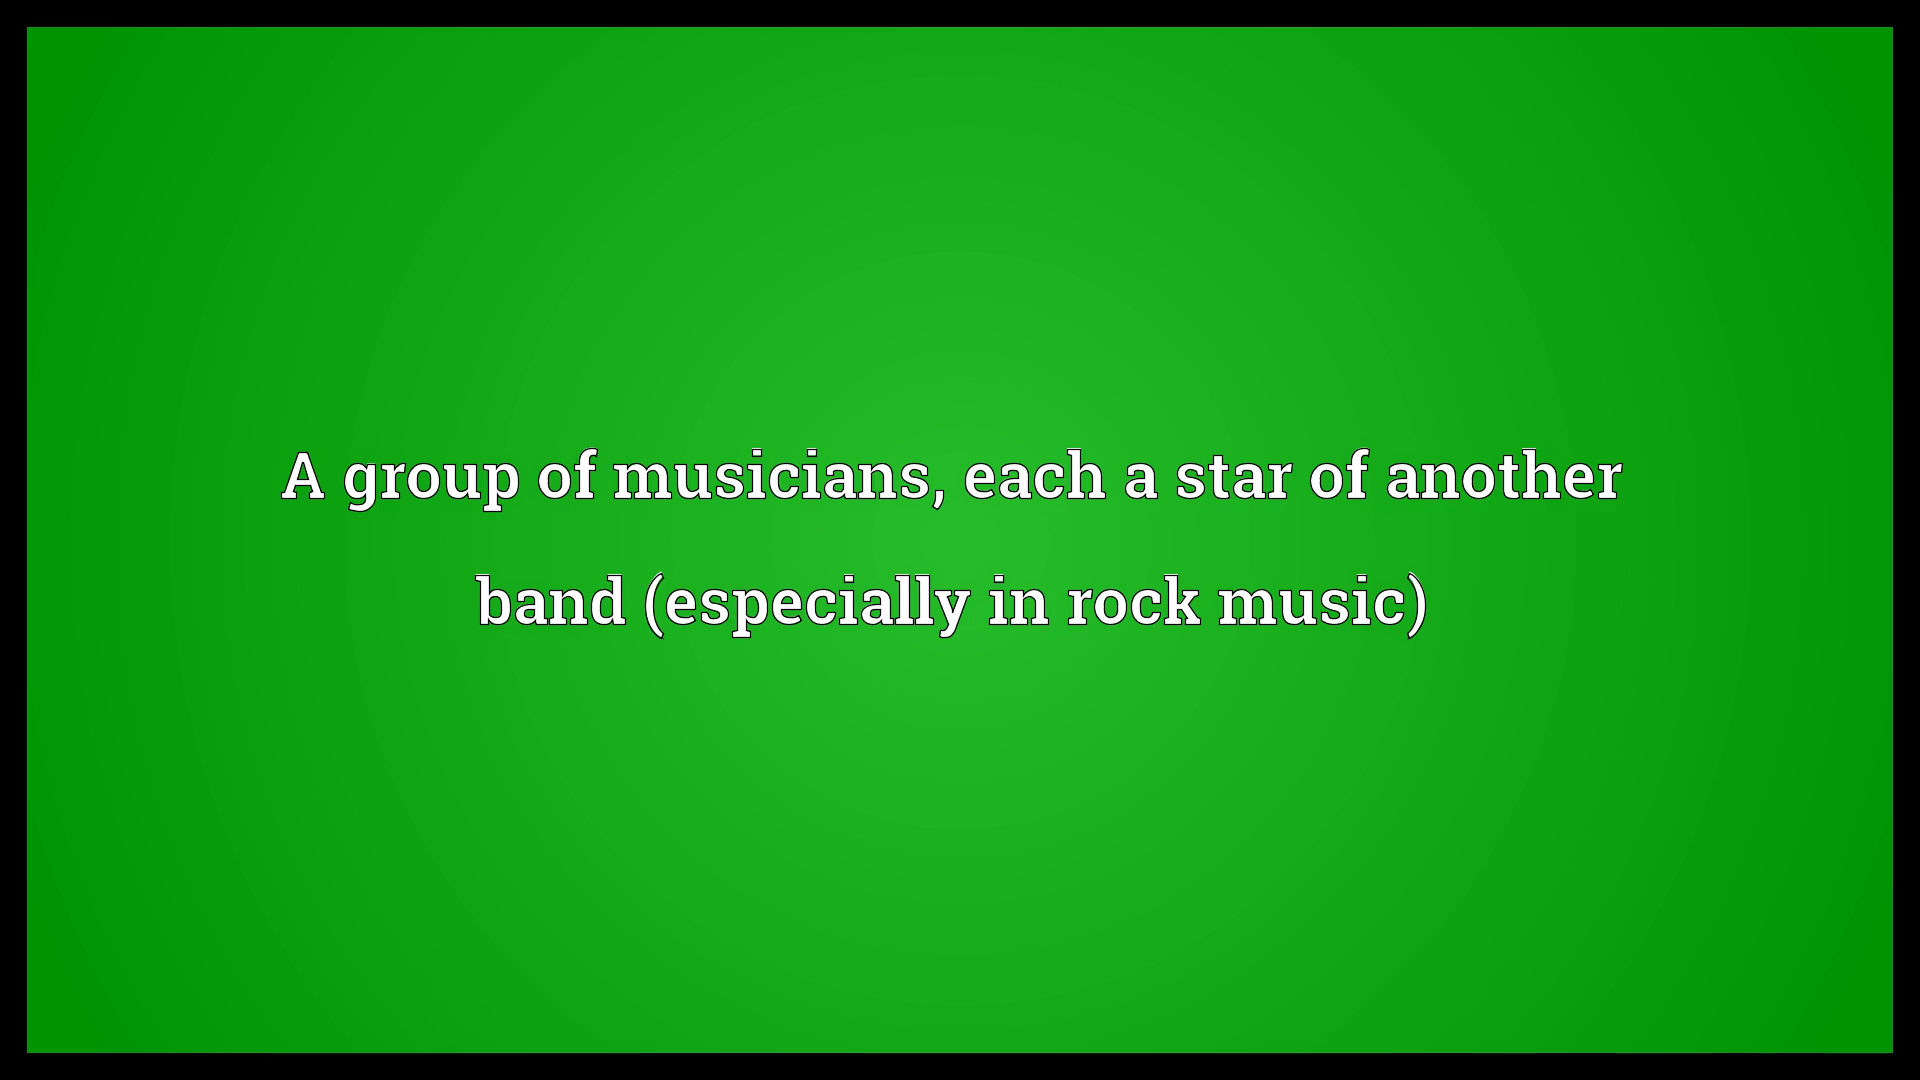 A group of musicians, each a star of another
band (especially in rock music)